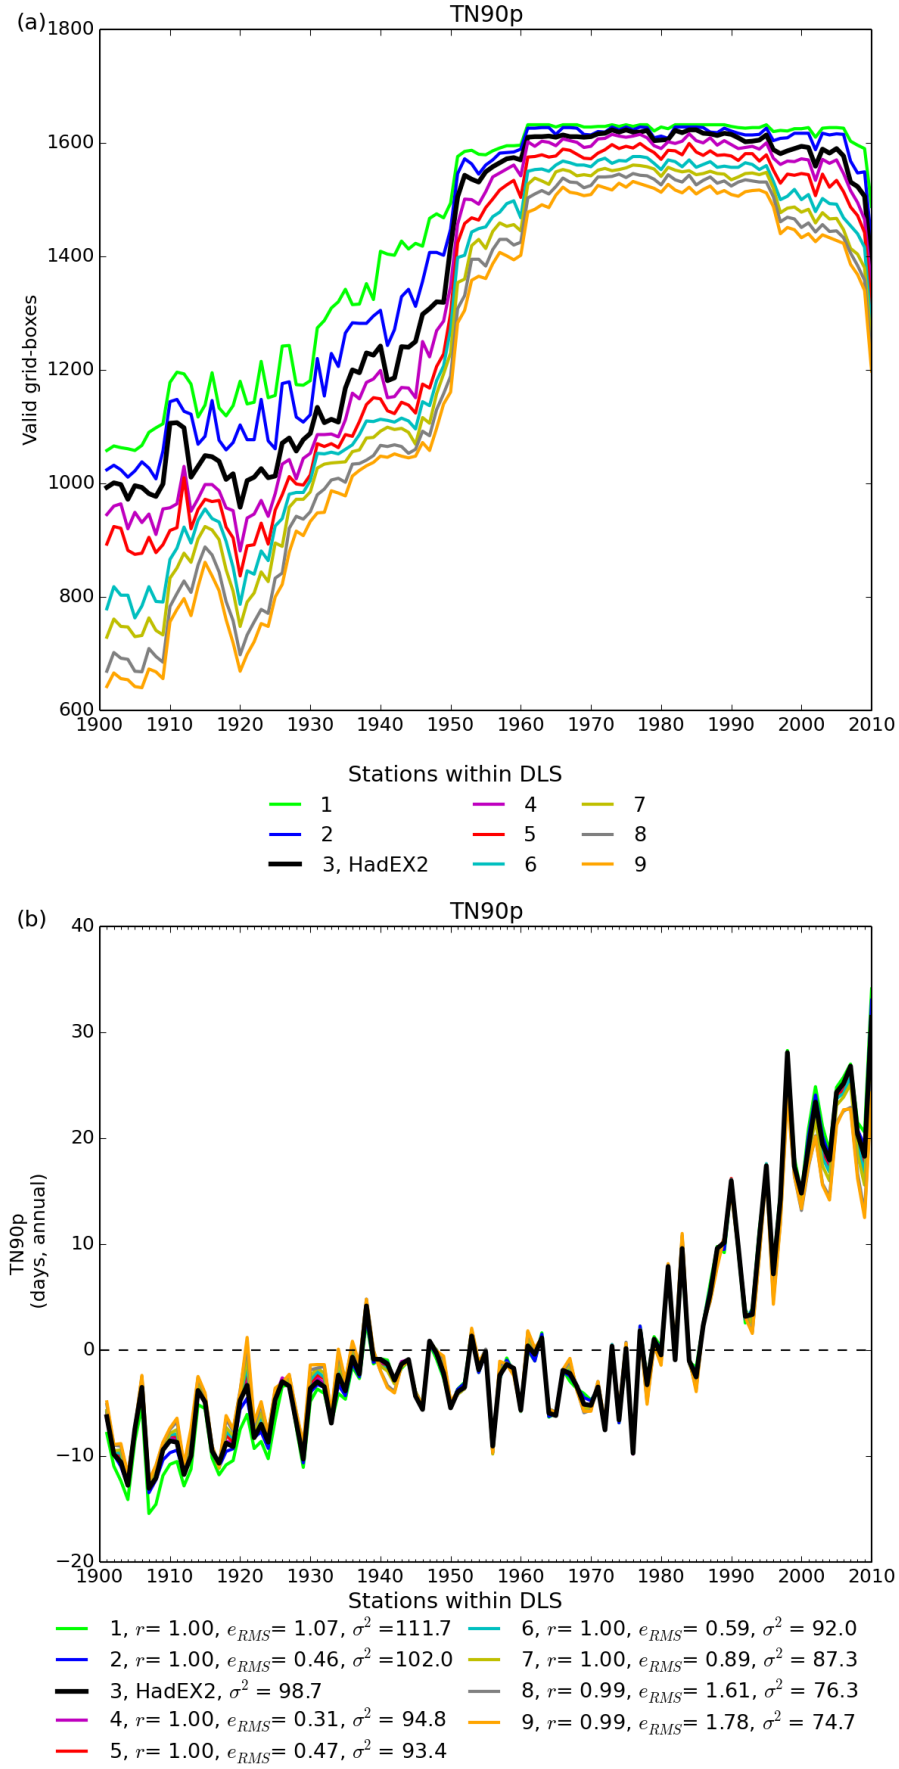 (a)
TN90p
1800
1600
1400
1200
1000
800
600
Valid grid-boxes
1900 1910 1920 1930 1940 1950 1960 1970 1980 1990 2000 2010
Stations within DLS
1 4 7
2 5 8
3, HadEX2 6 9
(b)
TN90p
40
30
20
10
0
−10
−20
TN90p
(days, annual)
1900 1910 1920 1930 1940 1950 1960 1970 1980 1990 2000 2010
Stations within DLS
1, r= 1.00, e_RMS= 1.07, σ² =111.7
2, r= 1.00, e_RMS= 0.46, σ² =102.0
3, HadEX2, σ² = 98.7
4, r= 1.00, e_RMS= 0.31, σ² = 94.8
5, r= 1.00, e_RMS= 0.47, σ² = 93.4
6, r= 1.00, e_RMS= 0.59, σ² = 92.0
7, r= 1.00, e_RMS= 0.89, σ² = 87.3
8, r= 0.99, e_RMS= 1.61, σ² = 76.3
9, r= 0.99, e_RMS= 1.78, σ² = 74.7